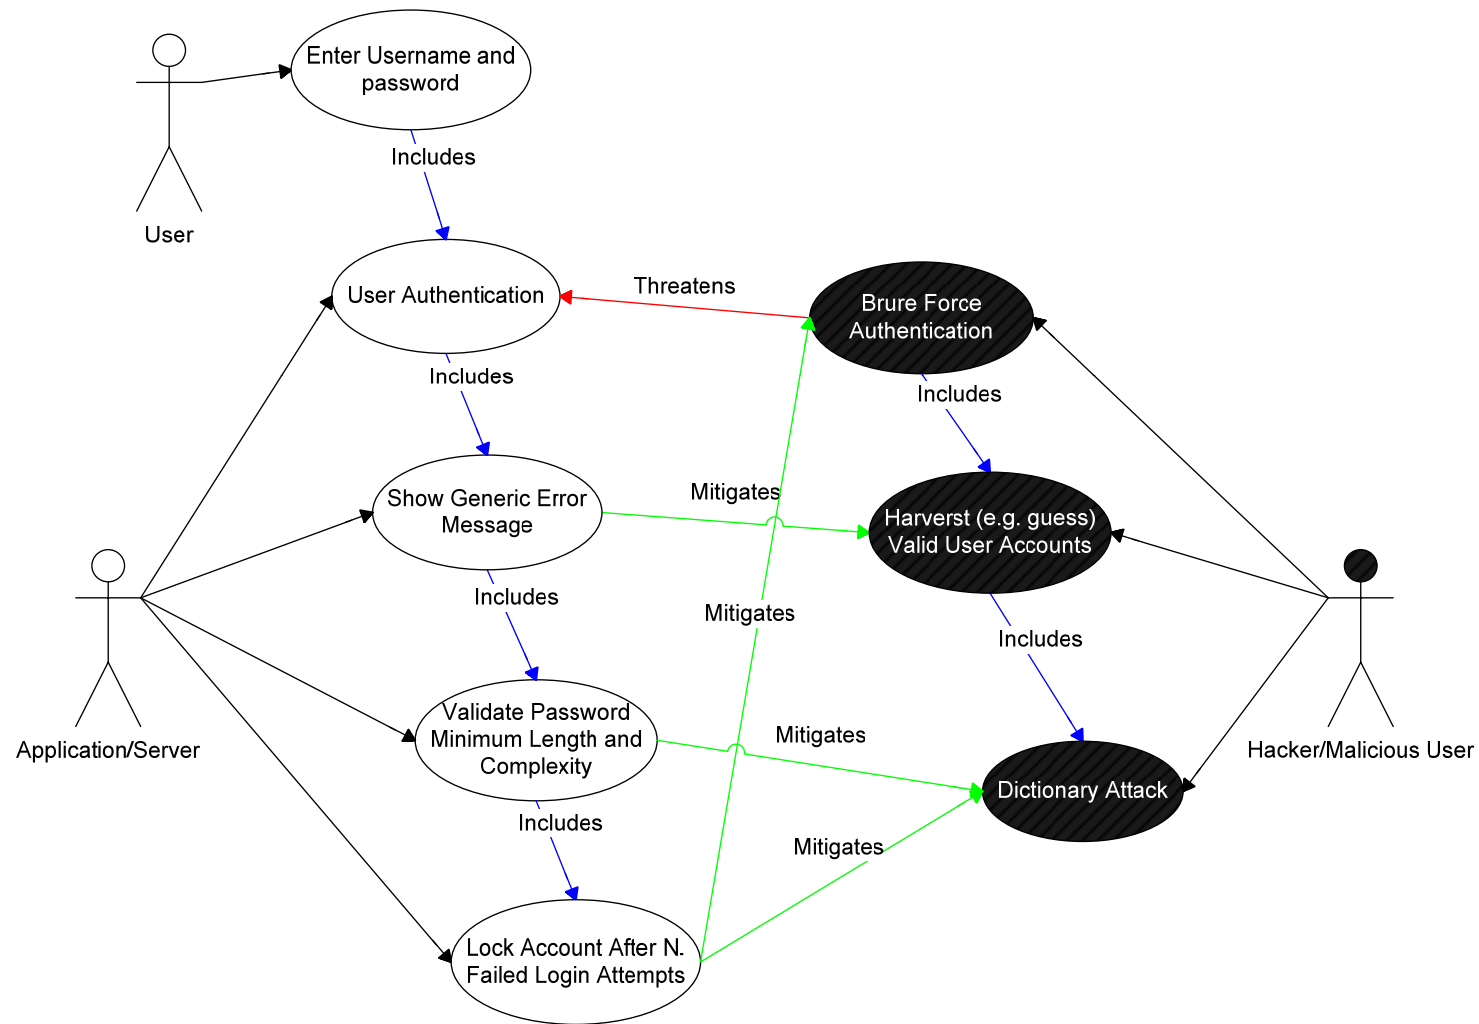 Enter Username and
password
Includes
User
User Authentication
Threatens
Brure Force
Authentication
Includes
Includes
Show Generic Error
Message
Mitigates
Harverst (e.g. guess)
Valid User Accounts
Includes
Mitigates
Includes
Validate Password
Minimum Length and
Complexity
Mitigates
Application/Server
Hacker/Malicious User
Dictionary Attack
Includes
Mitigates
Lock Account After N.
Failed Login Attempts